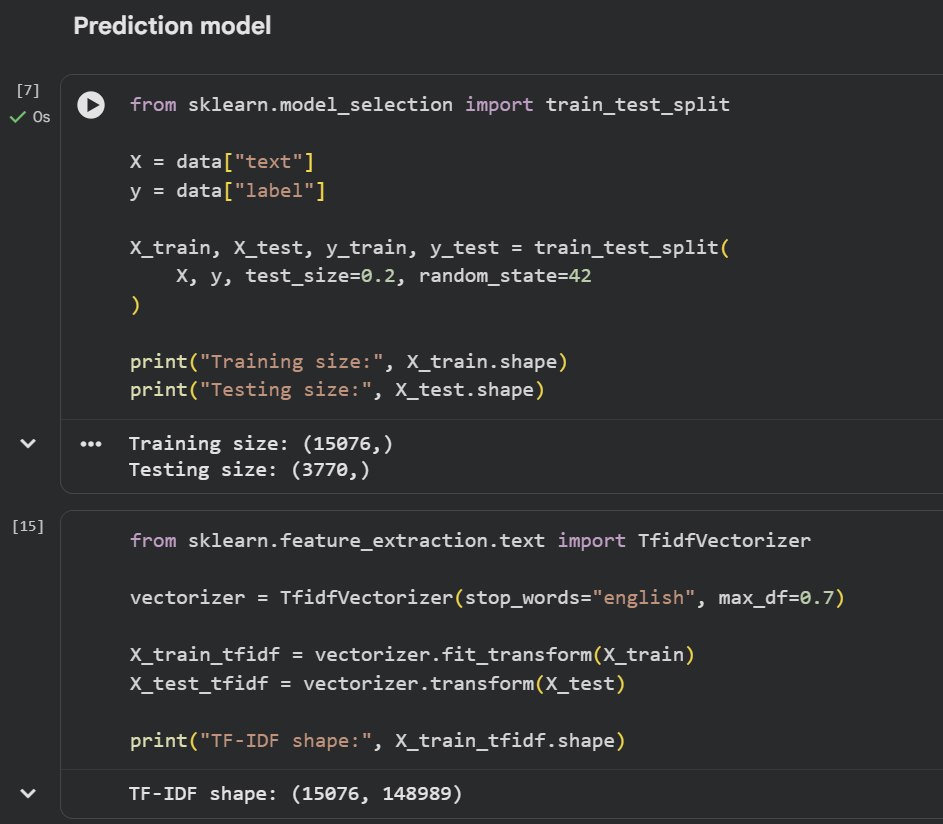 Prediction model
[7]
0s
from sklearn.model_selection import train_test_split
X = data["text"]
y = data["label"]
X_train, X_test, y_train, y_test = train_test_split(
X, y, test_size=0.2, random_state=42
)
print("Training size:", X_train.shape)
print("Testing size:", X_test.shape)
Training size: (15076,)
Testing size: (3770,)
[15]
from sklearn.feature_extraction.text import TfidfVectorizer
vectorizer = TfidfVectorizer(stop_words="english", max_df=0.7)
X_train_tfidf = vectorizer.fit_transform(X_train)
X_test_tfidf = vectorizer.transform(X_test)
print("TF-IDF shape:", X_train_tfidf.shape)
TF-IDF shape: (15076, 148989)